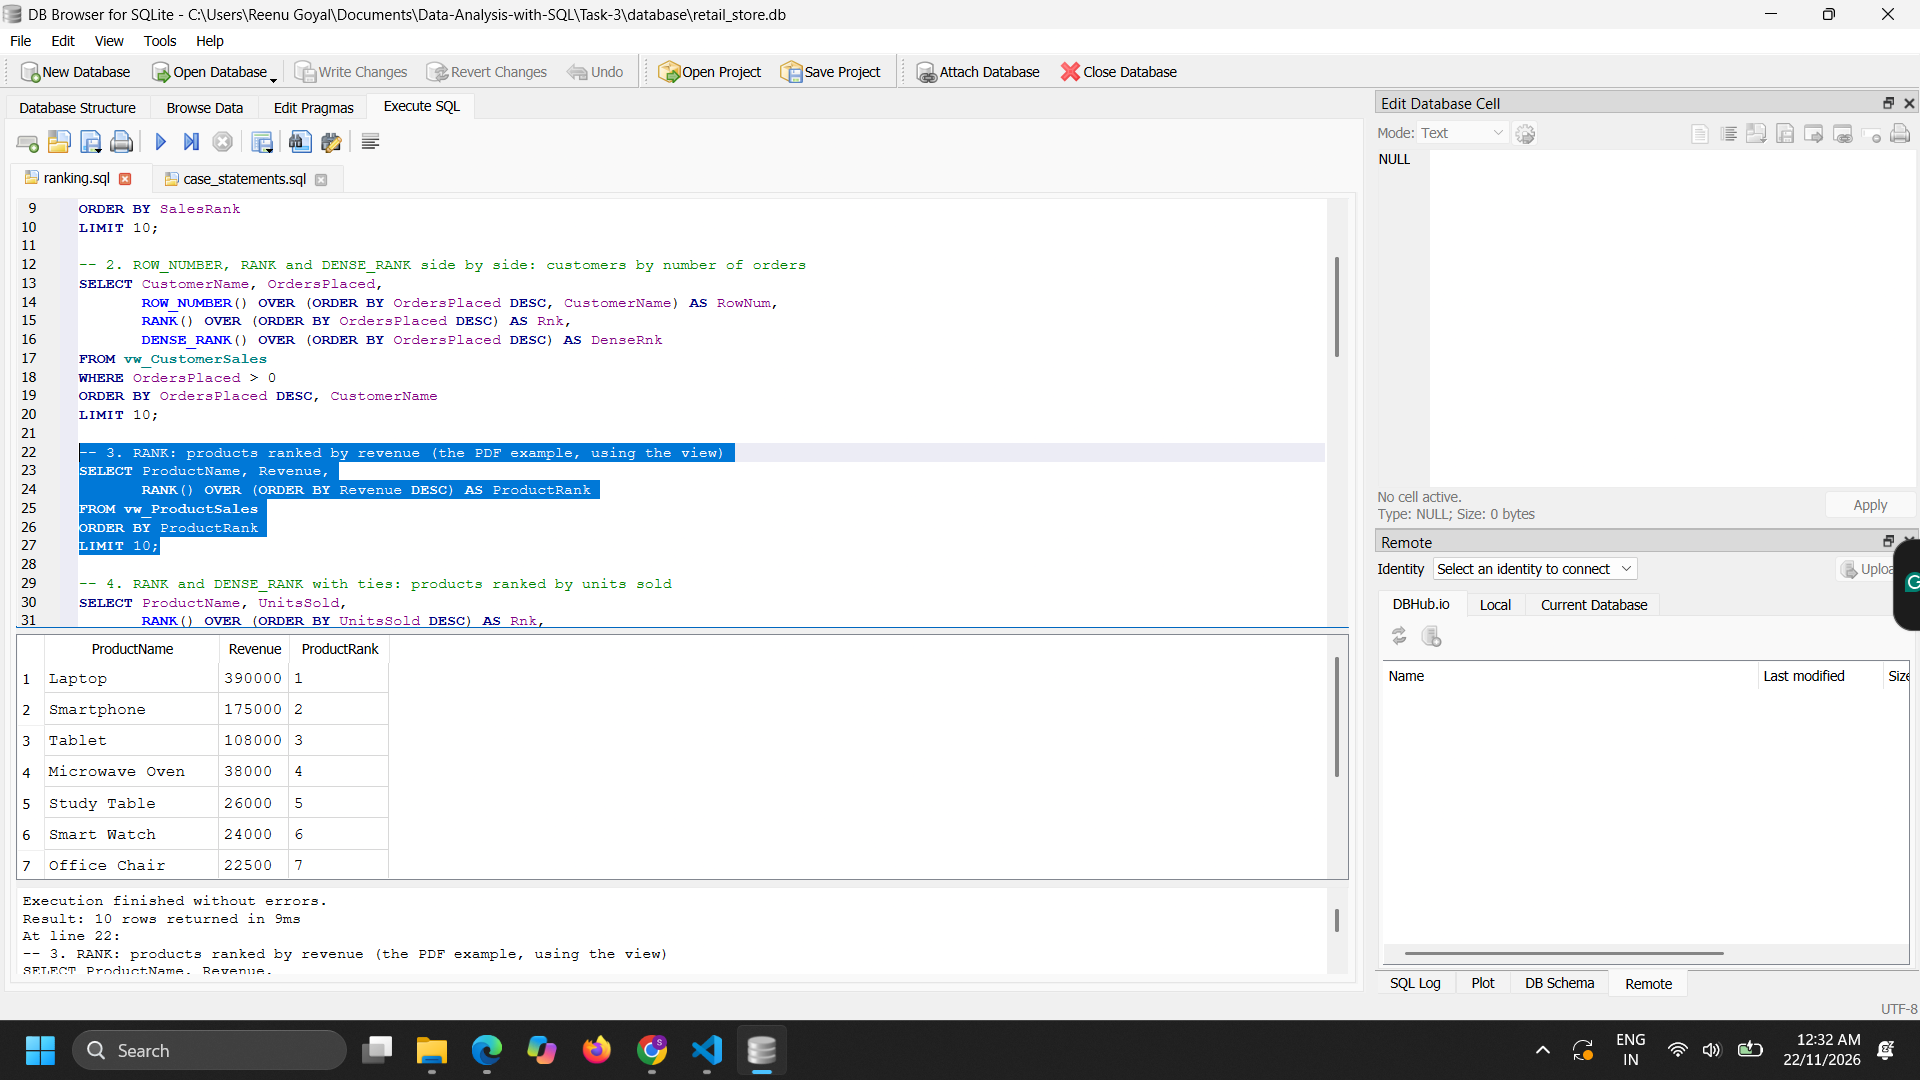 DB Browser for SQLite - C:\Users\Reenu Goyal\Documents\Data-Analysis-with-SQL\Task-3\database\retail_store.db
File Edit View Tools Help
New Database Open Database Write Changes Revert Changes Undo Open Project Save Project Attach Database Close Database
Database Structure Browse Data Edit Pragmas Execute SQL
ranking.sql case_statements.sql
9 ORDER BY SalesRank
10 LIMIT 10;
11
12 -- 2. ROW_NUMBER, RANK and DENSE_RANK side by side: customers by number of orders
13 SELECT CustomerName, OrdersPlaced,
14 ROW_NUMBER() OVER (ORDER BY OrdersPlaced DESC, CustomerName) AS RowNum,
15 RANK() OVER (ORDER BY OrdersPlaced DESC) AS Rnk,
16 DENSE_RANK() OVER (ORDER BY OrdersPlaced DESC) AS DenseRnk
17 FROM vw_CustomerSales
18 WHERE OrdersPlaced > 0
19 ORDER BY OrdersPlaced DESC, CustomerName
20 LIMIT 10;
21
22 -- 3. RANK: products ranked by revenue (the PDF example, using the view)
23 SELECT ProductName, Revenue,
24 RANK() OVER (ORDER BY Revenue DESC) AS ProductRank
25 FROM vw_ProductSales
26 ORDER BY ProductRank
27 LIMIT 10;
28
29 -- 4. RANK and DENSE_RANK with ties: products ranked by units sold
30 SELECT ProductName, UnitsSold,
31 RANK() OVER (ORDER BY UnitsSold DESC) AS Rnk,
ProductName Revenue ProductRank
1 Laptop 390000 1
2 Smartphone 175000 2
3 Tablet 108000 3
4 Microwave Oven 38000 4
5 Study Table 26000 5
6 Smart Watch 24000 6
7 Office Chair 22500 7
Execution finished without errors.
Result: 10 rows returned in 9ms
At line 22:
-- 3. RANK: products ranked by revenue (the PDF example, using the view)
SELECT ProductName, Revenue,
Edit Database Cell
Mode: Text
NULL
No cell active.
Type: NULL; Size: 0 bytes
Apply
Remote
Identity Select an identity to connect
DBHub.io Local Current Database
Name Last modified
SQL Log Plot DB Schema Remote
UTF-8
Search
ENG
IN
12:32 AM
22/11/2026